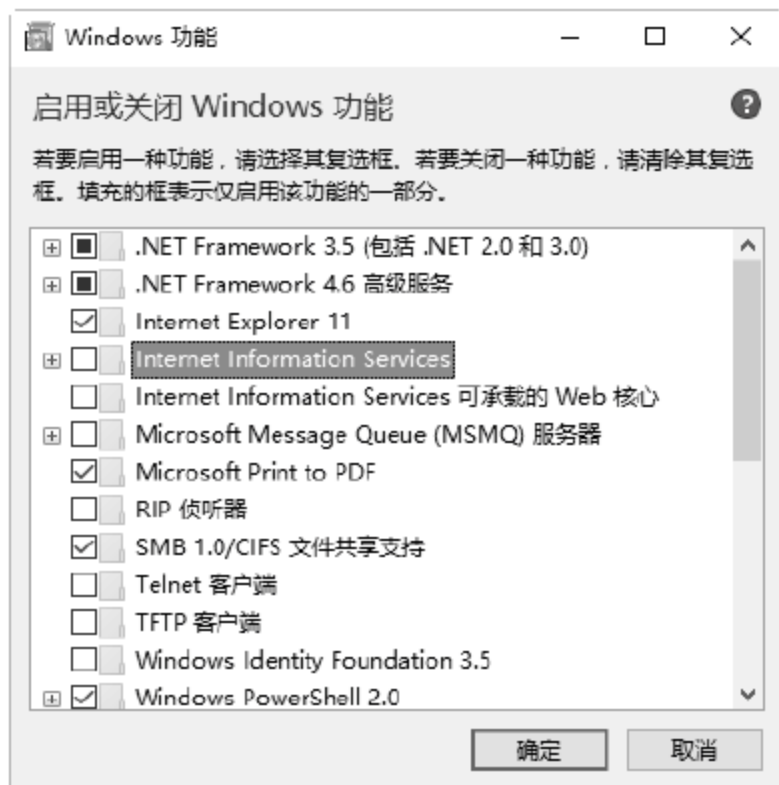 Windows 功能
启用或关闭 Windows 功能
若要启用一种功能，请选择其复选框。若要关闭一种功能，请清除其复选
框。填充的框表示仅启用该功能的一部分。
.NET Framework 3.5 (包括 .NET 2.0 和 3.0)
.NET Framework 4.6 高级服务
Internet Explorer 11
Internet Information Services
Internet Information Services 可承载的 Web 核心
Microsoft Message Queue (MSMQ) 服务器
Microsoft Print to PDF
RIP 侦听器
SMB 1.0/CIFS 文件共享支持
Telnet 客户端
TFTP 客户端
Windows Identity Foundation 3.5
Windows PowerShell 2.0
确定 取消